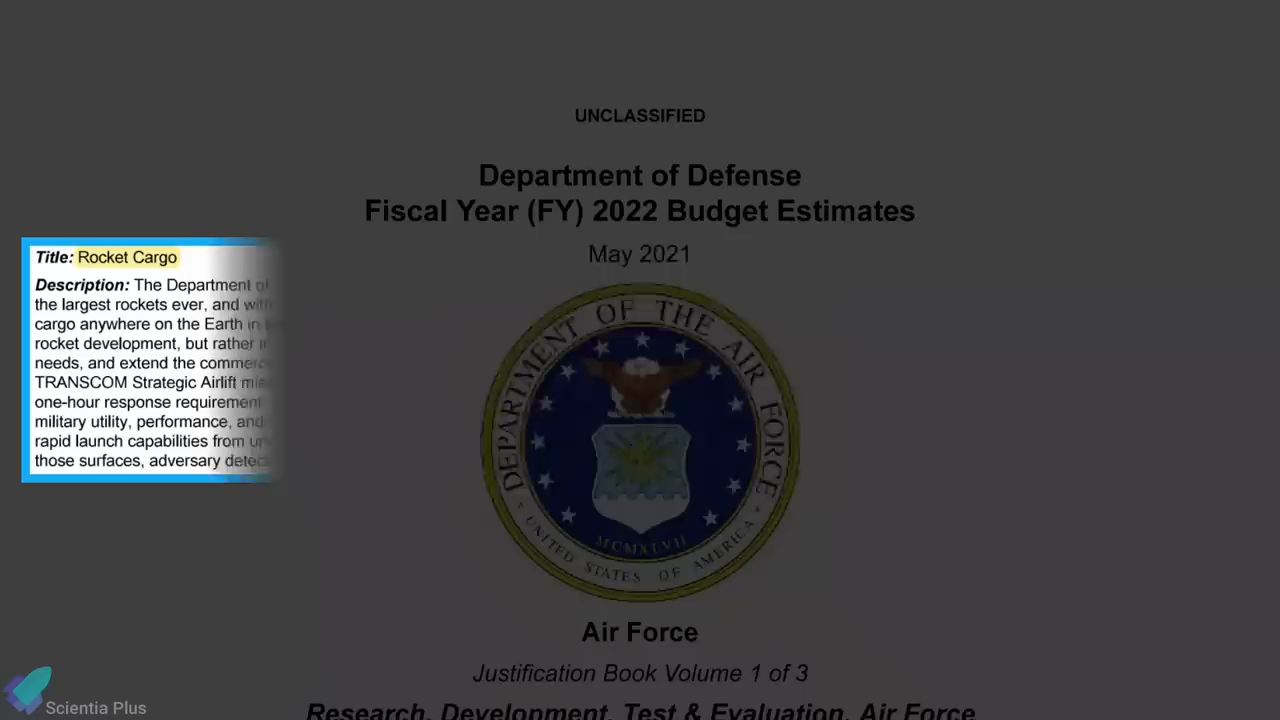 UNCLASSIFIED
Department of Defense
Fiscal Year (FY) 2022 Budget Estimates
May 2021
Title: Rocket Cargo
Description: The Department of
the largest rockets ever, and with
cargo anywhere on the Earth in
rocket development, but rather
needs, and extend the
TRANSCOM Strategic Airlift
one-hour response requirement
military utility, performance, and
rapid launch capabilities from
those surfaces, adversary
DEPARTMENT OF THE AIR FORCE
MCMXLVII
UNITED STATES OF AMERICA
Air Force
Justification Book Volume 1 of 3
Research, Development, Test & Evaluation, Air Force
Scientia Plus